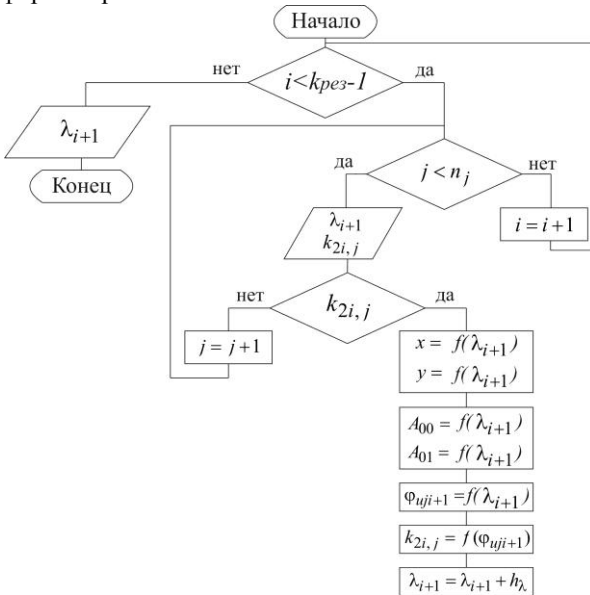 Начало
нет
i<kрез-1
да
λi+1
Конец
да
j < nj
нет
λi+1
k2i, j
i = i + 1
нет
k2i, j
да
j = j + 1
x = f(λi+1)
y = f(λi+1)
A00 = f(λi+1)
A01 = f(λi+1)
φuji+1 =f(λi+1)
k2i, j = f (φuji+1)
λi+1 = λi+1 + hλ